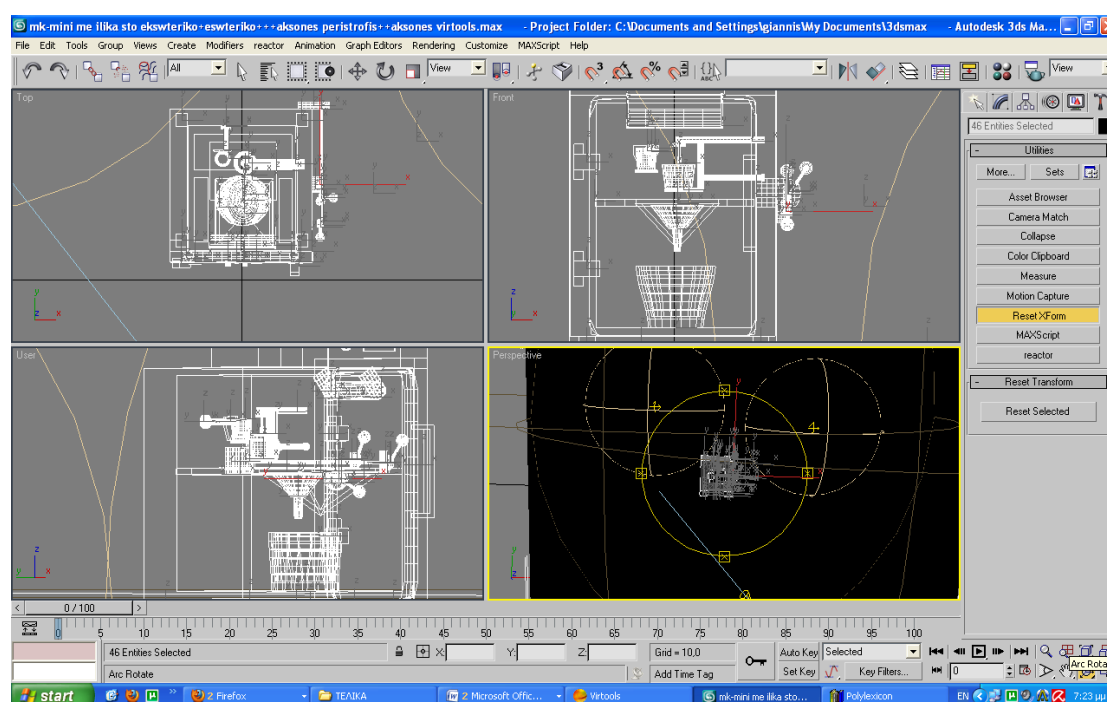 mk-mini me ilika sto ekswteriko+eswteriko+++aksones peristrofis++aksones virtools.max - Project Folder: C:\Documents and Settings\giannis\My Documents\3dsmax - Autodesk 3ds Ma...
File Edit Tools Group Views Create Modifiers reactor Animation Graph Editors Rendering Customize MAXScript Help
All View View
Top
Front
46 Entities Selected
Utilities
More... Sets
Asset Browser
Camera Match
Collapse
Color Clipboard
Measure
Motion Capture
Reset XForm
MAXScript
reactor
Reset Transform
Reset Selected
User
Perspective
0 / 100
0 5 10 15 20 25 30 35 40 45 50 55 60 65 70 75 80 85 90 95 100
46 Entities Selected X: Y: Z: Grid = 10,0 Auto Key Selected
Arc Rotate Add Time Tag Set Key Key Filters... 0
Arc Rota
start 2 Firefox ΤΕΛΙΚΑ 2 Microsoft Offic... Virtools mk-mini me ilika sto... Polylexicon EN 7:23 μμ